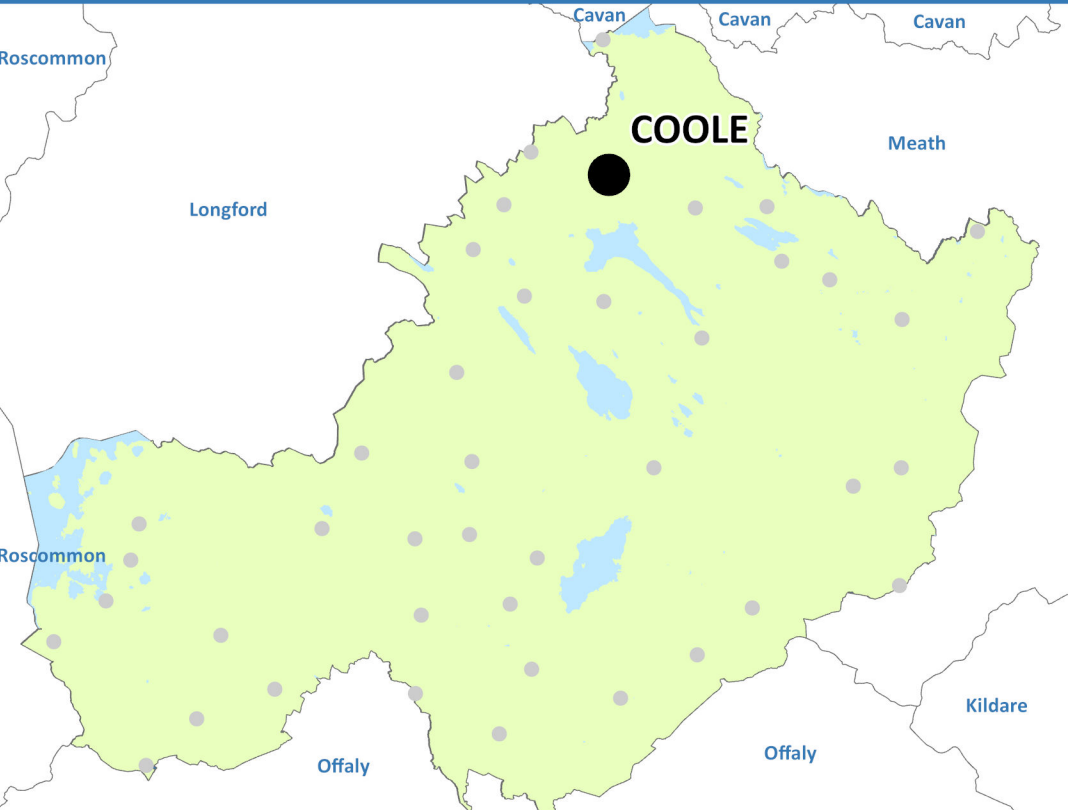 Cavan
Cavan
Cavan
Roscommon
COOLE
Meath
Longford
Roscommon
Kildare
Offaly
Offaly